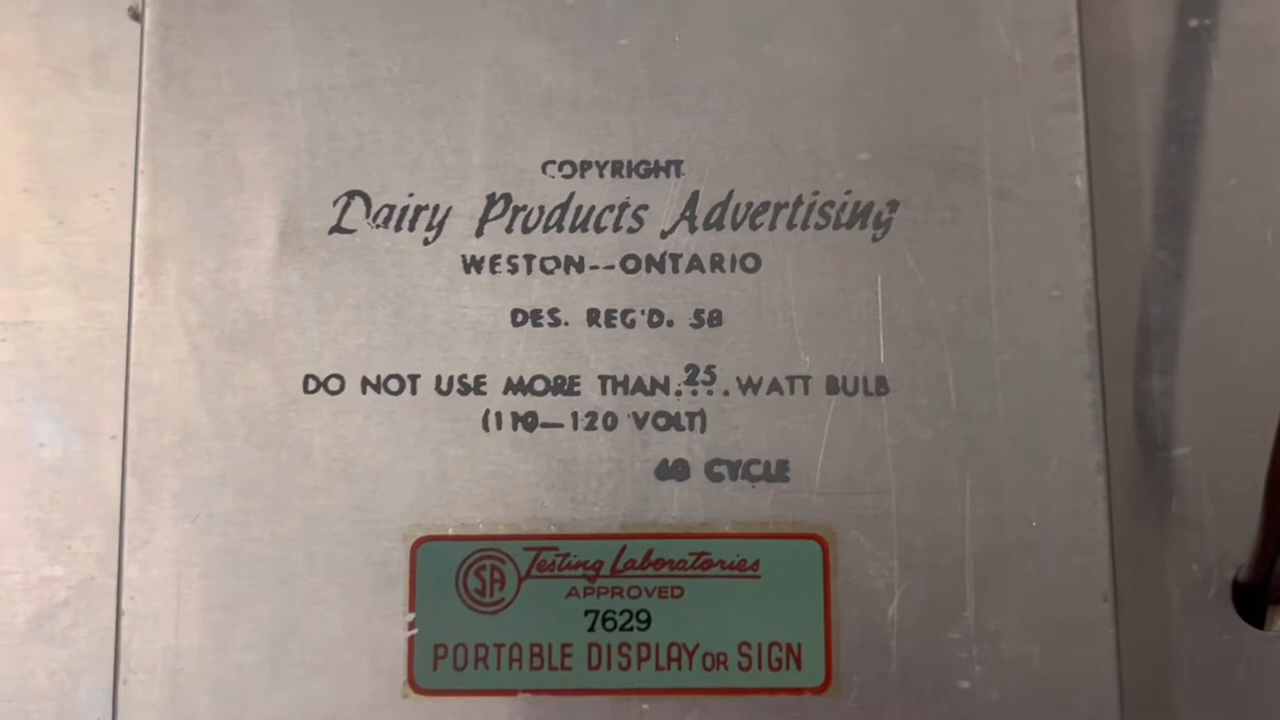 COPYRIGHT
Dairy Products Advertising
WESTON--ONTARIO
DES. REG'D. 58
DO NOT USE MORE THAN.25.WATT BULB
(110—120 VOLT)
60 CYCLE
CSA Testing Laboratories
APPROVED
7629
PORTABLE DISPLAY OR SIGN